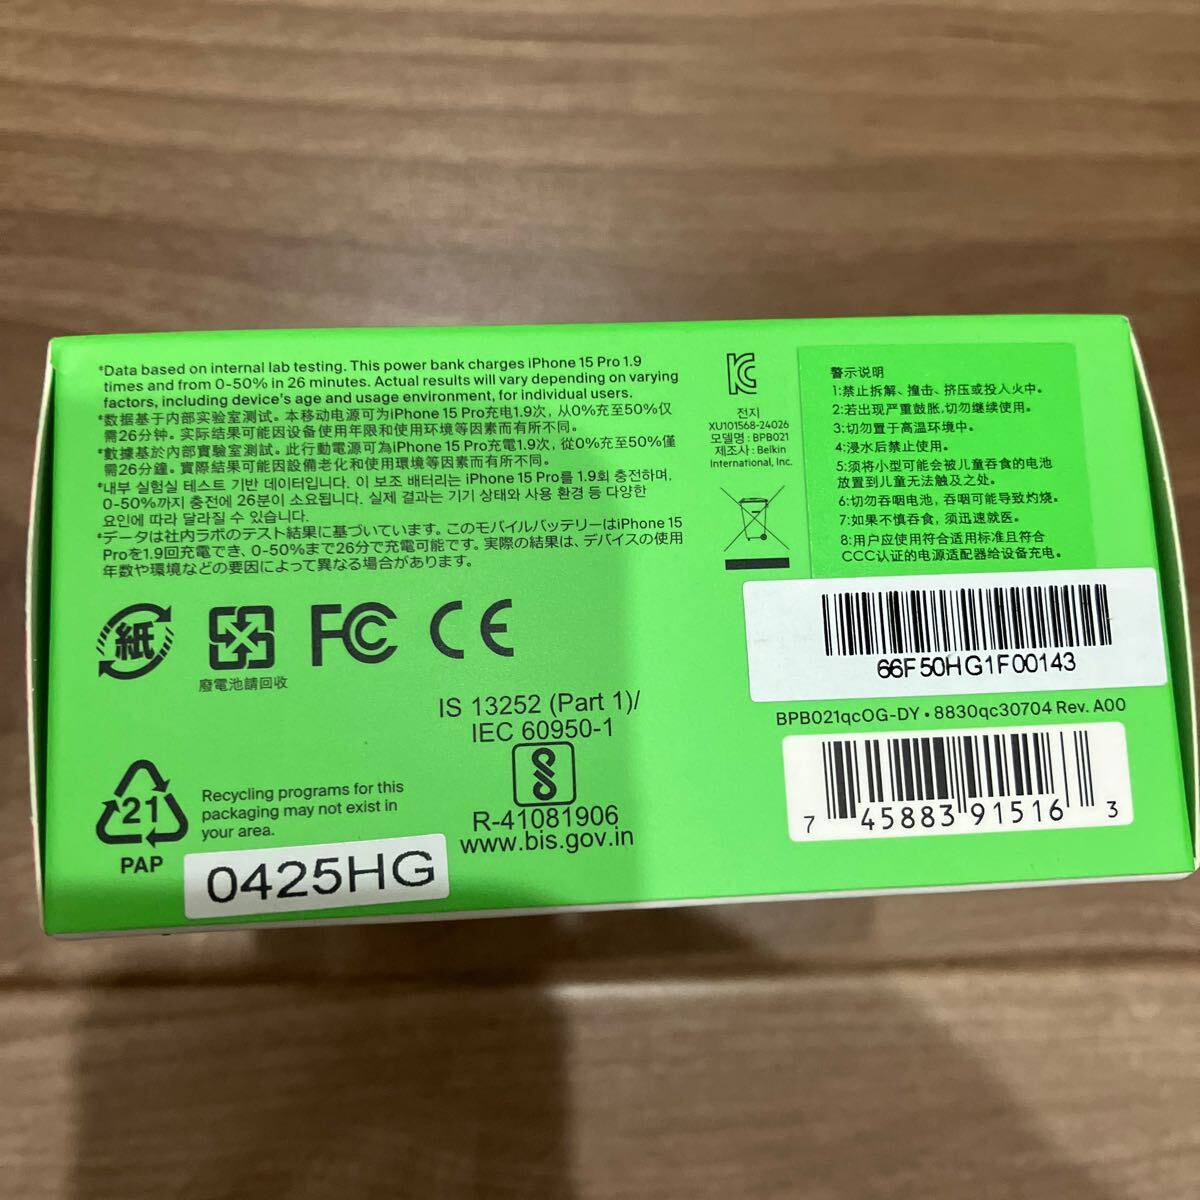 *Data based on internal lab testing. This power bank charges iPhone 15 Pro 1.9
times and from 0-50% in 26 minutes. Actual results will vary depending on varying
factors, including device's age and usage environment, for individual users.
*数据基于内部实验室测试。本移动电源可为iPhone 15 Pro充电1.9次，从0%充至50%仅
需26分钟。实际结果可能因设备使用年限和使用环境等因素而有所不同。
*數據基於內部實驗室測試。此行動電源可為iPhone 15 Pro充電1.9次，從0%充至50%僅
需26分鐘。實際結果可能因設備老化和使用環境等因素而有所不同。
*내부 실험실 테스트 기반 데이터입니다. 이 보조 배터리는 iPhone 15 Pro를 1.9회 충전하며,
0-50%까지 충전에 26분이 소요됩니다. 실제 결과는 기기 상태와 사용 환경 등 다양한
요인에 따라 달라질 수 있습니다.
*データは社内ラボのテスト結果に基づいています。このモバイルバッテリーはiPhone 15
Proを1.9回充電でき、0-50%まで26分で充電可能です。実際の結果は、デバイスの使用
年数や環境などの要因によって異なる場合があります。
전지
XU101568-24026
모델명 : BPB021
제조사 : Belkin
International, Inc.
警示说明
1:禁止拆解、撞击、挤压或投入火中。
2:若出现严重鼓胀,切勿继续使用。
3:切勿置于高温环境中。
4:浸水后禁止使用。
5:须将小型可能会被儿童吞食的电池
放置到儿童无法触及之处。
6:切勿吞咽电池，吞咽可能导致灼烧。
7:如果不慎吞食，须迅速就医。
8:用户应使用符合适用标准且符合
CCC认证的电源适配器给设备充电。
紙
廢電池請回收
FC CE
IS 13252 (Part 1)/
IEC 60950-1
R-41081906
www.bis.gov.in
66F50HG1F00143
BPB021qcOG-DY • 8830qc30704 Rev. A00
7 45883 91516 3
21
PAP
Recycling programs for this
packaging may not exist in
your area.
0425HG